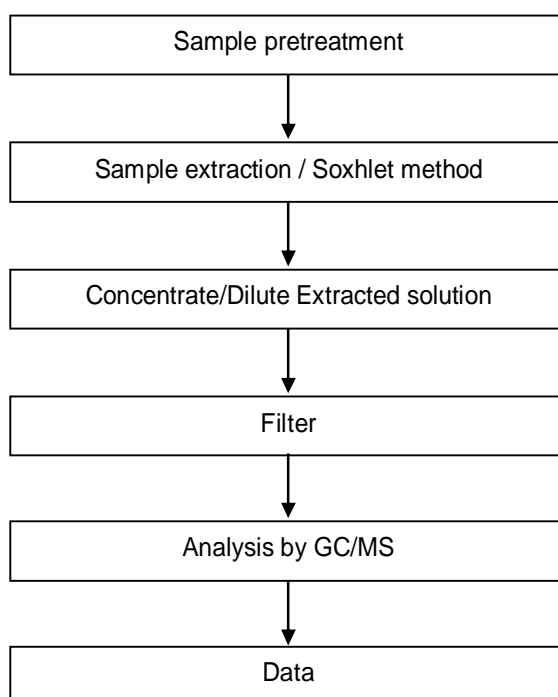 Sample pretreatment
Sample extraction / Soxhlet method
Concentrate/Dilute Extracted solution
Filter
Analysis by GC/MS
Data